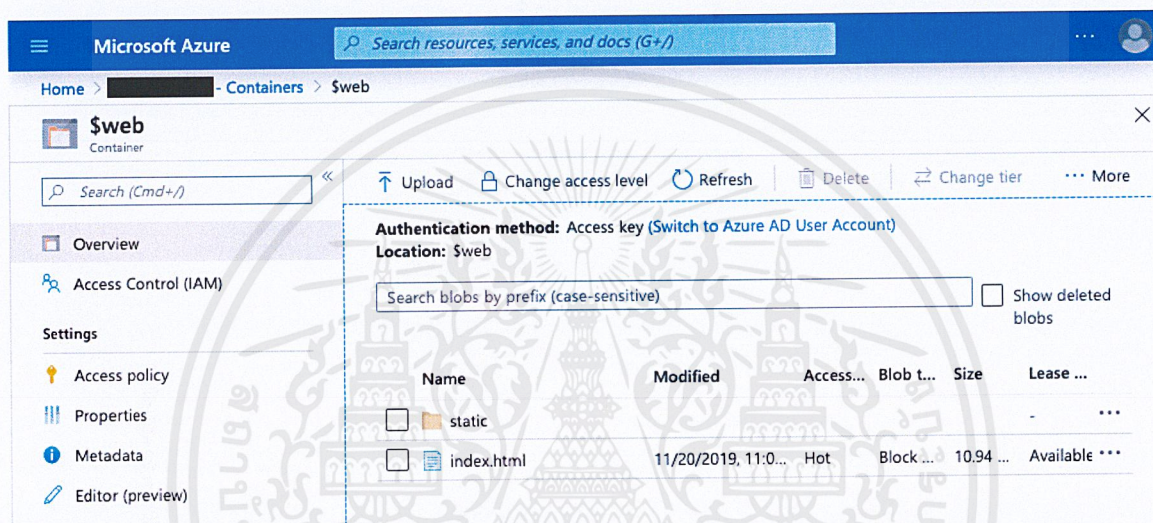 Microsoft Azure
Search resources, services, and docs (G+/)
...
Home > - Containers > $web
$web
Container
Search (Cmd+/)
«
Upload Change access level Refresh Delete Change tier ... More
Overview
Access Control (IAM)
Settings
Access policy
Properties
Metadata
Editor (preview)
Authentication method: Access key (Switch to Azure AD User Account)
Location: $web
Search blobs by prefix (case-sensitive)
Show deleted
blobs
Name Modified Access... Blob t... Size Lease ...
static - ...
index.html 11/20/2019, 11:0... Hot Block ... 10.94 ... Available ...